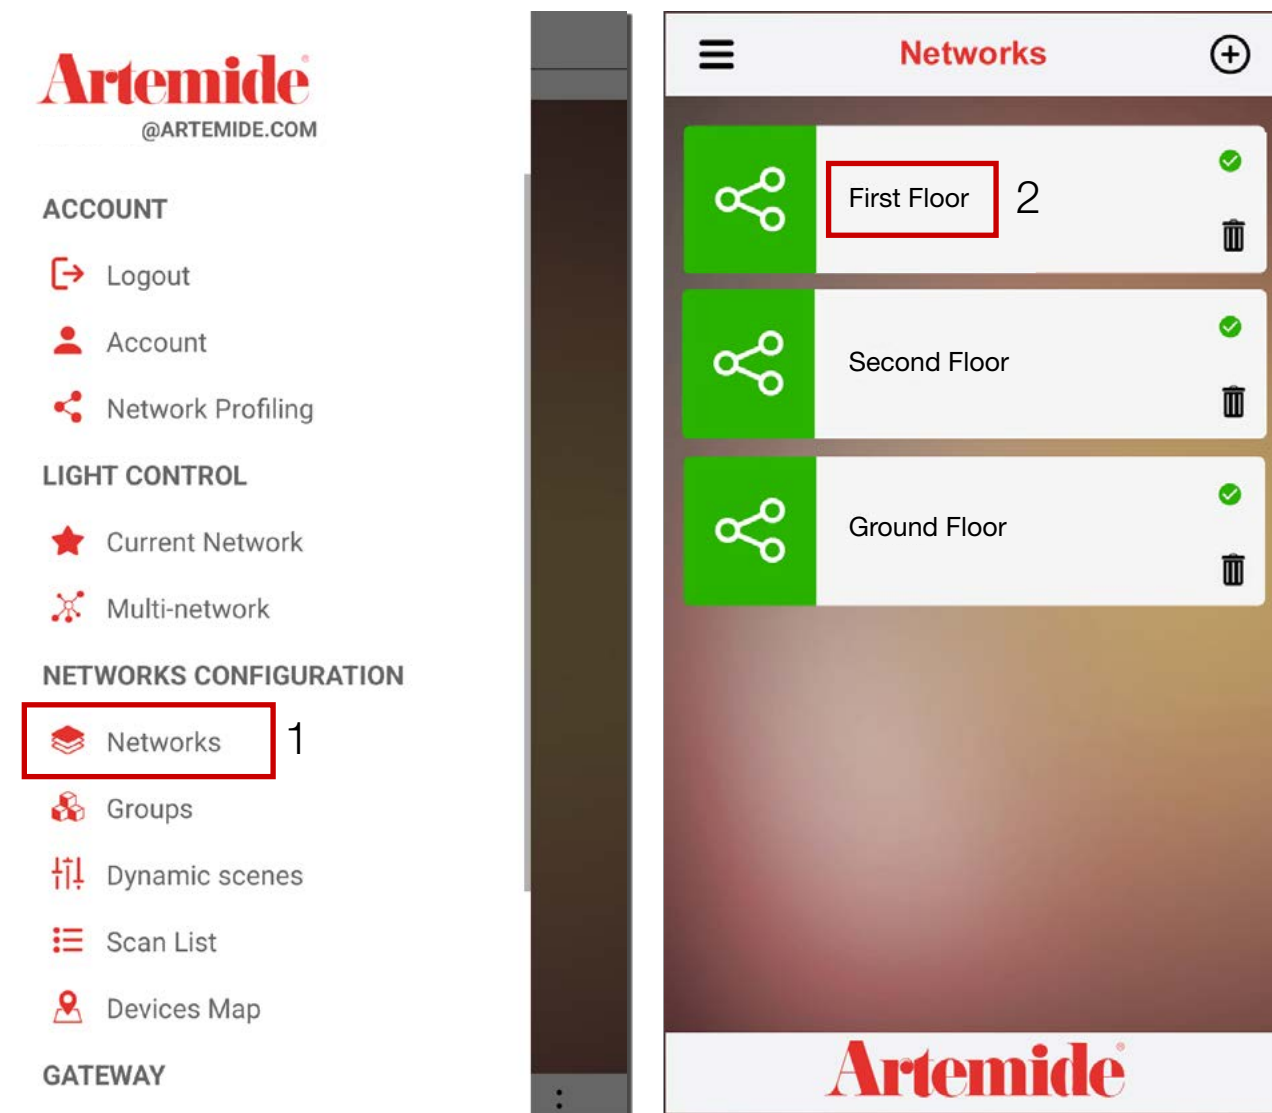 Artemide
@ARTEMIDE.COM
ACCOUNT
Logout
Account
Network Profiling
LIGHT CONTROL
Current Network
Multi-network
NETWORKS CONFIGURATION
Networks 1
Groups
Dynamic scenes
Scan List
Devices Map
GATEWAY
Networks
First Floor 2
Second Floor
Ground Floor
Artemide